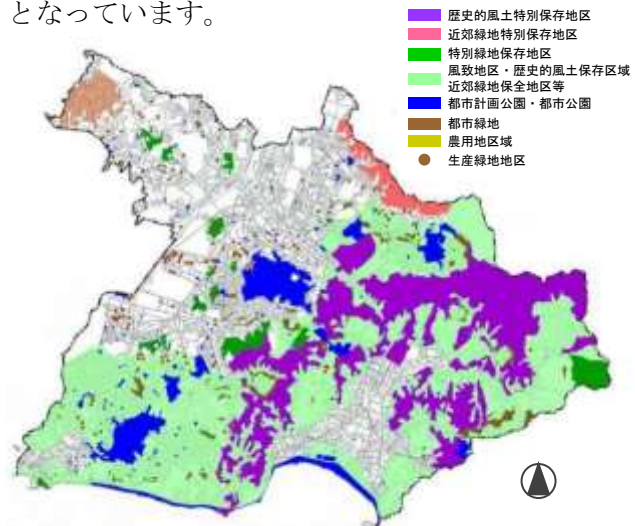 となっています。
歴史的風土特別保存地区
近郊緑地特別保存地区
特別緑地保存地区
風致地区・歴史的風土保存区域
近郊緑地保全地区等
都市計画公園・都市公園
都市緑地
農用地区域
生産緑地地区